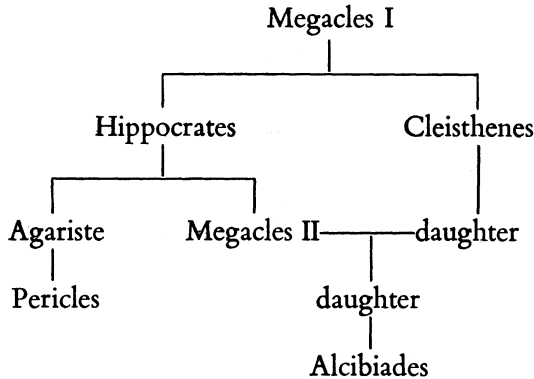 Megacles I
Hippocrates Cleisthenes
Agariste Megacles II daughter
Pericles daughter
Alcibiades